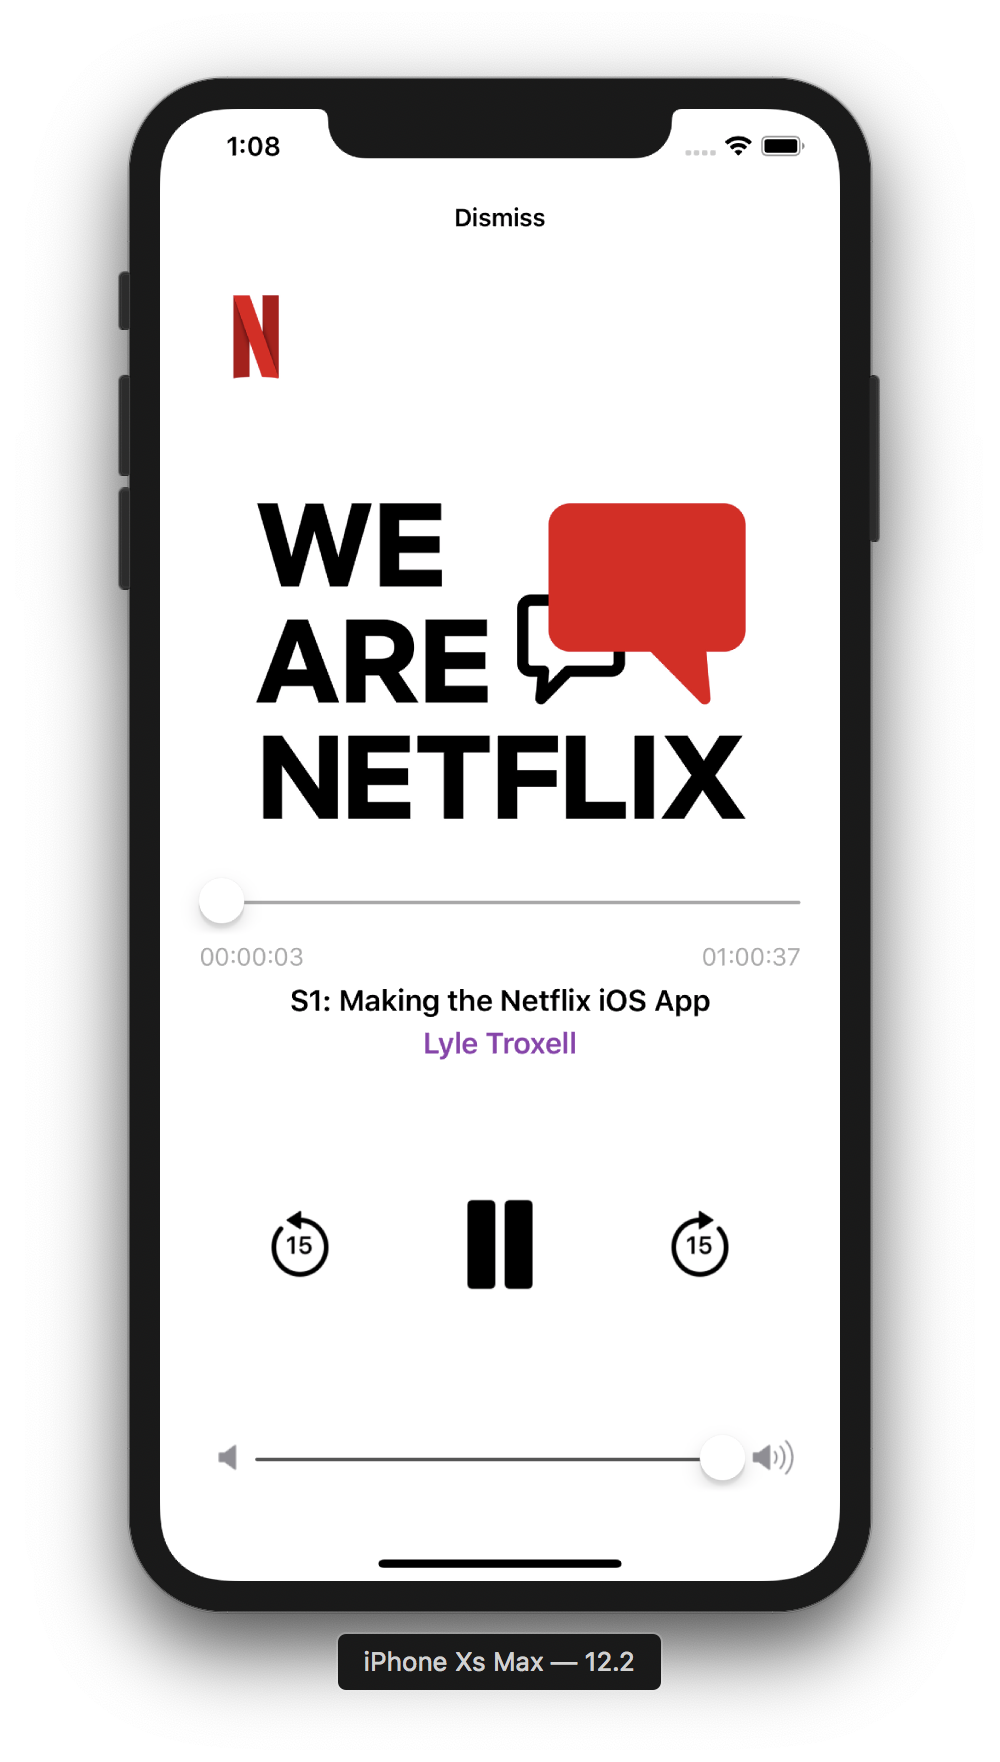 1:08
Dismiss
N
WE
ARE
NETFLIX
00:00:03 01:00:37
S1: Making the Netflix iOS App
Lyle Troxell
15 15
iPhone Xs Max — 12.2